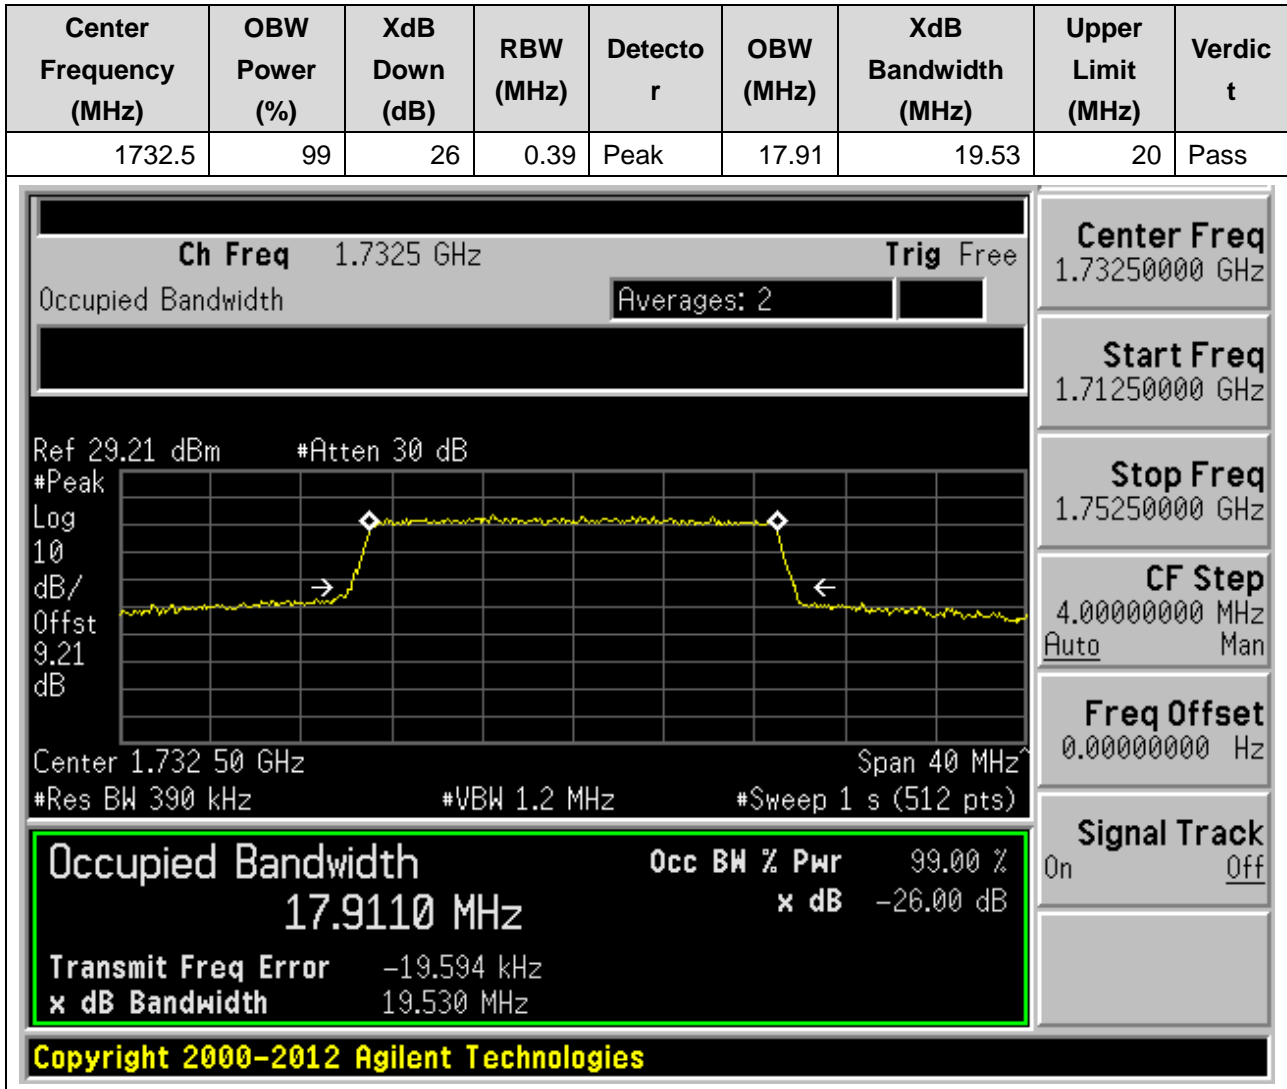 Center Frequency (MHz) OBW Power (%) XdB Down (dB) RBW (MHz) Detecto r OBW (MHz) XdB Bandwidth (MHz) Upper Limit (MHz) Verdic t
1732.5 99 26 0.39 Peak 17.91 19.53 20 Pass
Ch Freq 1.7325 GHz Trig Free
Occupied Bandwidth Averages: 2
Ref 29.21 dBm #Atten 30 dB
#Peak
Log
10
dB/
Offst
9.21
dB
Center 1.732 50 GHz Span 40 MHz^
#Res BW 390 kHz #VBW 1.2 MHz #Sweep 1 s (512 pts)
Occupied Bandwidth Occ BW % Pwr 99.00 %
17.9110 MHz x dB -26.00 dB
Transmit Freq Error -19.594 kHz
x dB Bandwidth 19.530 MHz
Copyright 2000-2012 Agilent Technologies
Center Freq
1.73250000 GHz
Start Freq
1.71250000 GHz
Stop Freq
1.75250000 GHz
CF Step
4.00000000 MHz
Auto Man
Freq Offset
0.00000000 Hz
Signal Track
On Off